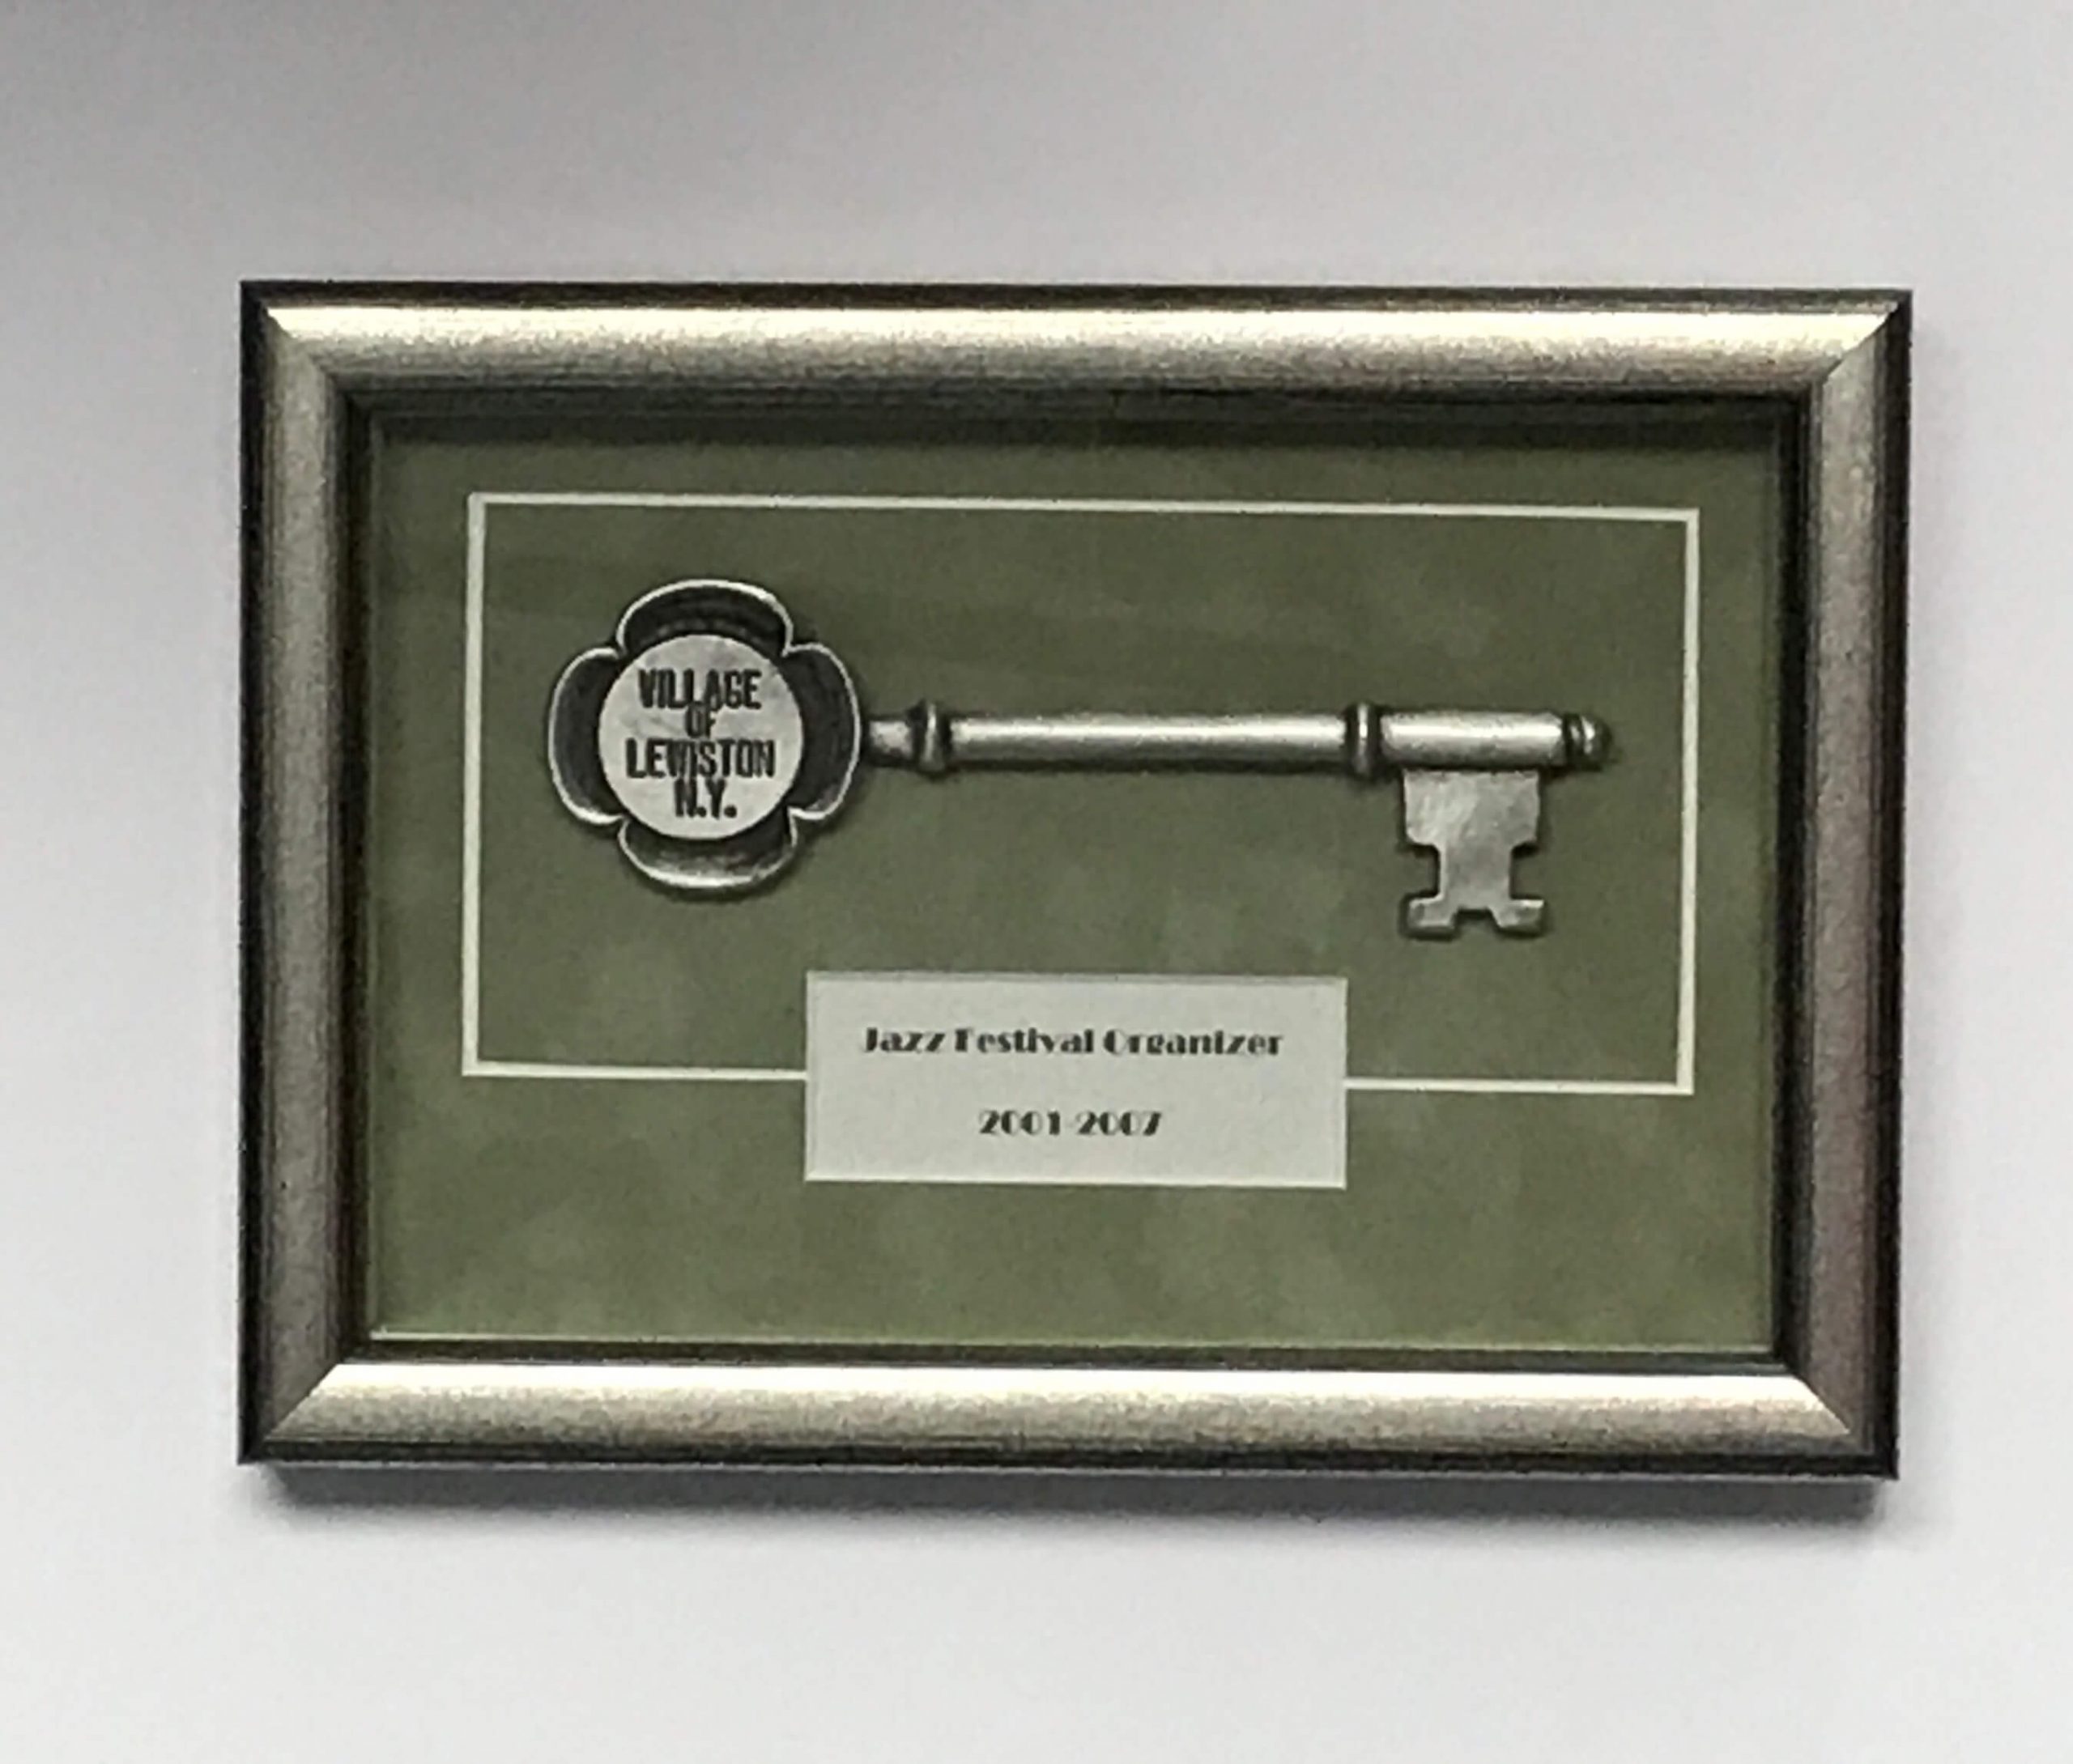 VILLAGE
OF
LEWISTON
N.Y.
Jazz Festival Organizer
2001-2007